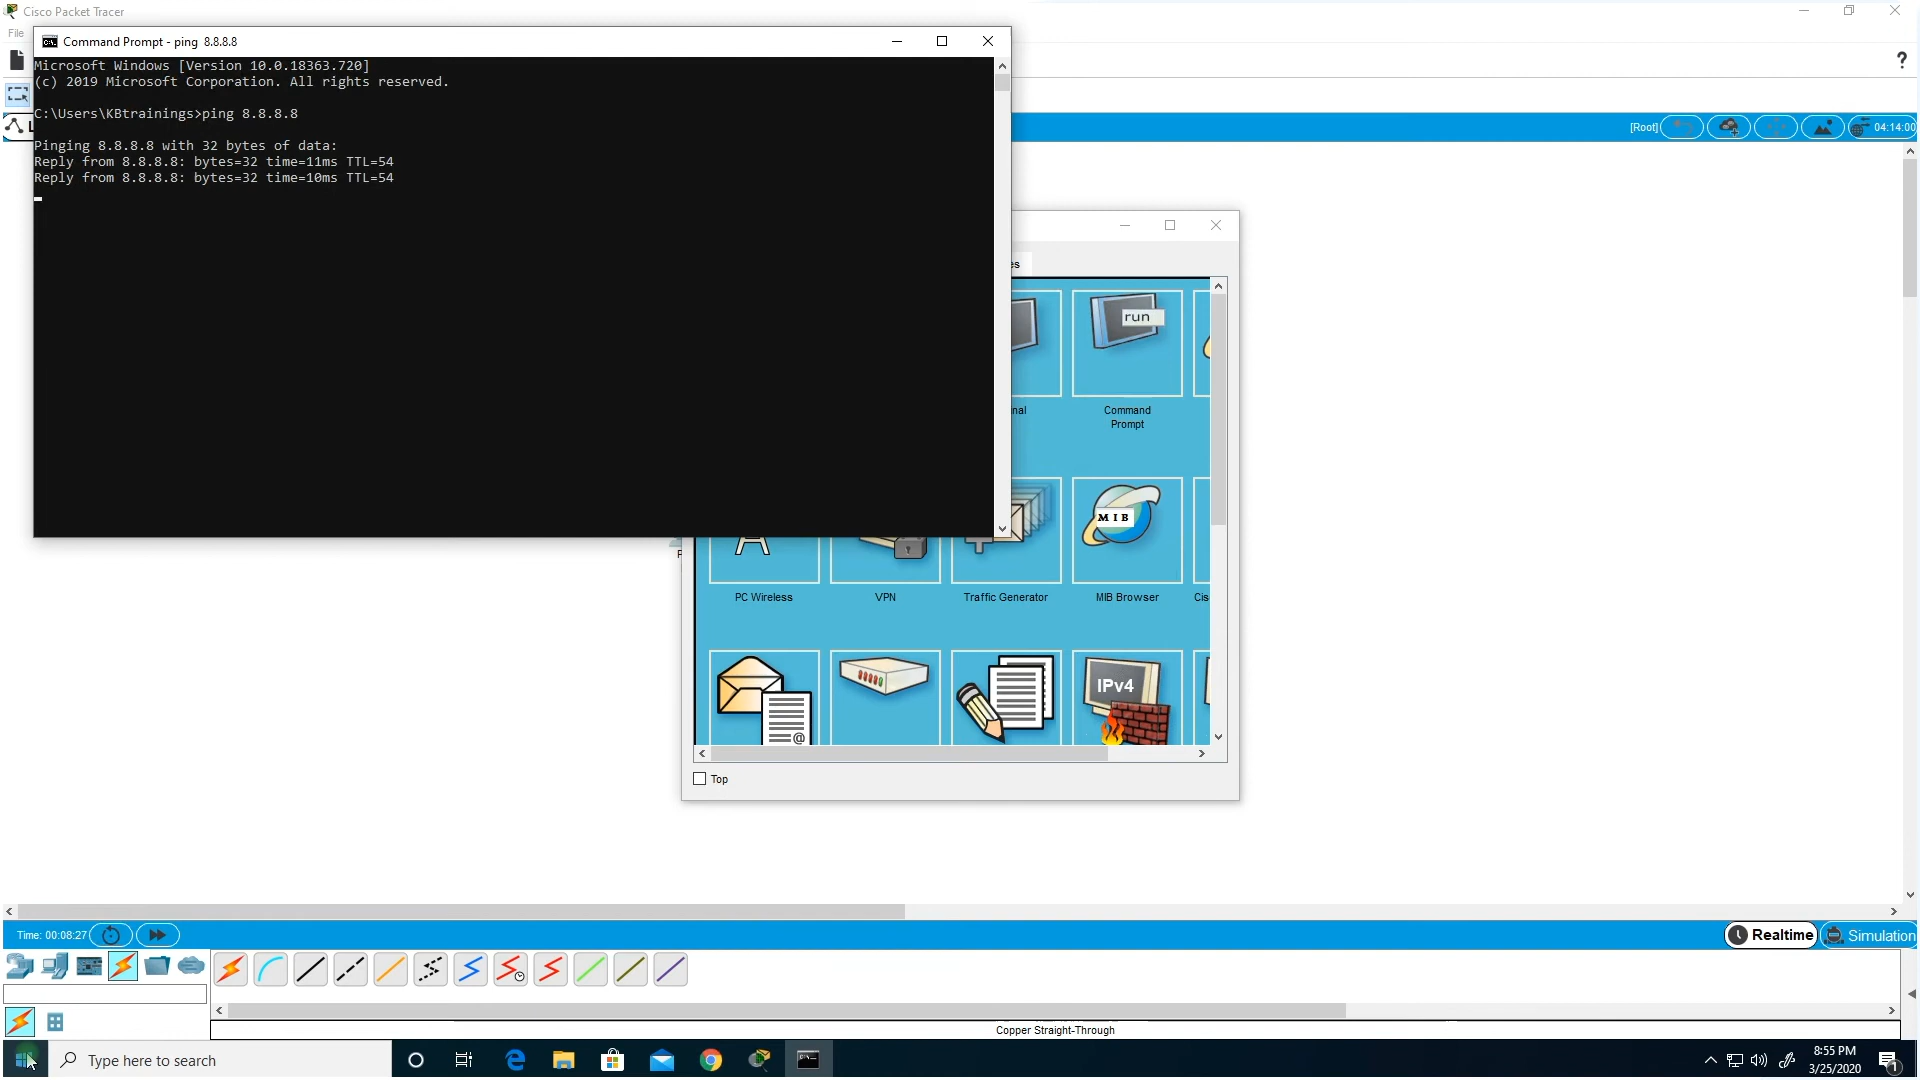 Cisco Packet Tracer
File
Command Prompt - ping 8.8.8.8
Microsoft Windows [Version 10.0.18363.720]
(c) 2019 Microsoft Corporation. All rights reserved.
C:\Users\KBtrainings>ping 8.8.8.8
Pinging 8.8.8.8 with 32 bytes of data:
Reply from 8.8.8.8: bytes=32 time=11ms TTL=54
Reply from 8.8.8.8: bytes=32 time=10ms TTL=54
?
[Root]
04:14:00
es
run
nal
Command
Prompt
MIB
PC Wireless
VPN
Traffic Generator
MIB Browser
Cis
@
IPv4
Top
Time: 00:08:27
Realtime
Simulation
Copper Straight-Through
Type here to search
8:55 PM
3/25/2020
1